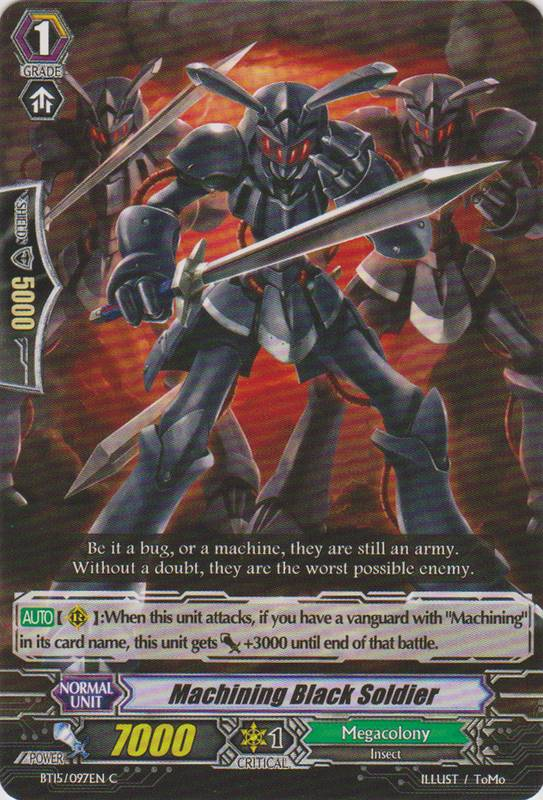 1
GRADE
SHIELD
5000
Be it a bug, or a machine, they are still an army.
Without a doubt, they are the worst possible enemy.
AUTO [ R ]:When this unit attacks, if you have a vanguard with "Machining"
in its card name, this unit gets +3000 until end of that battle.
NORMAL
UNIT
Machining Black Soldier
POWER
7000
1
CRITICAL
Megacolony
Insect
BT15/097EN C
ILLUST / ToMo